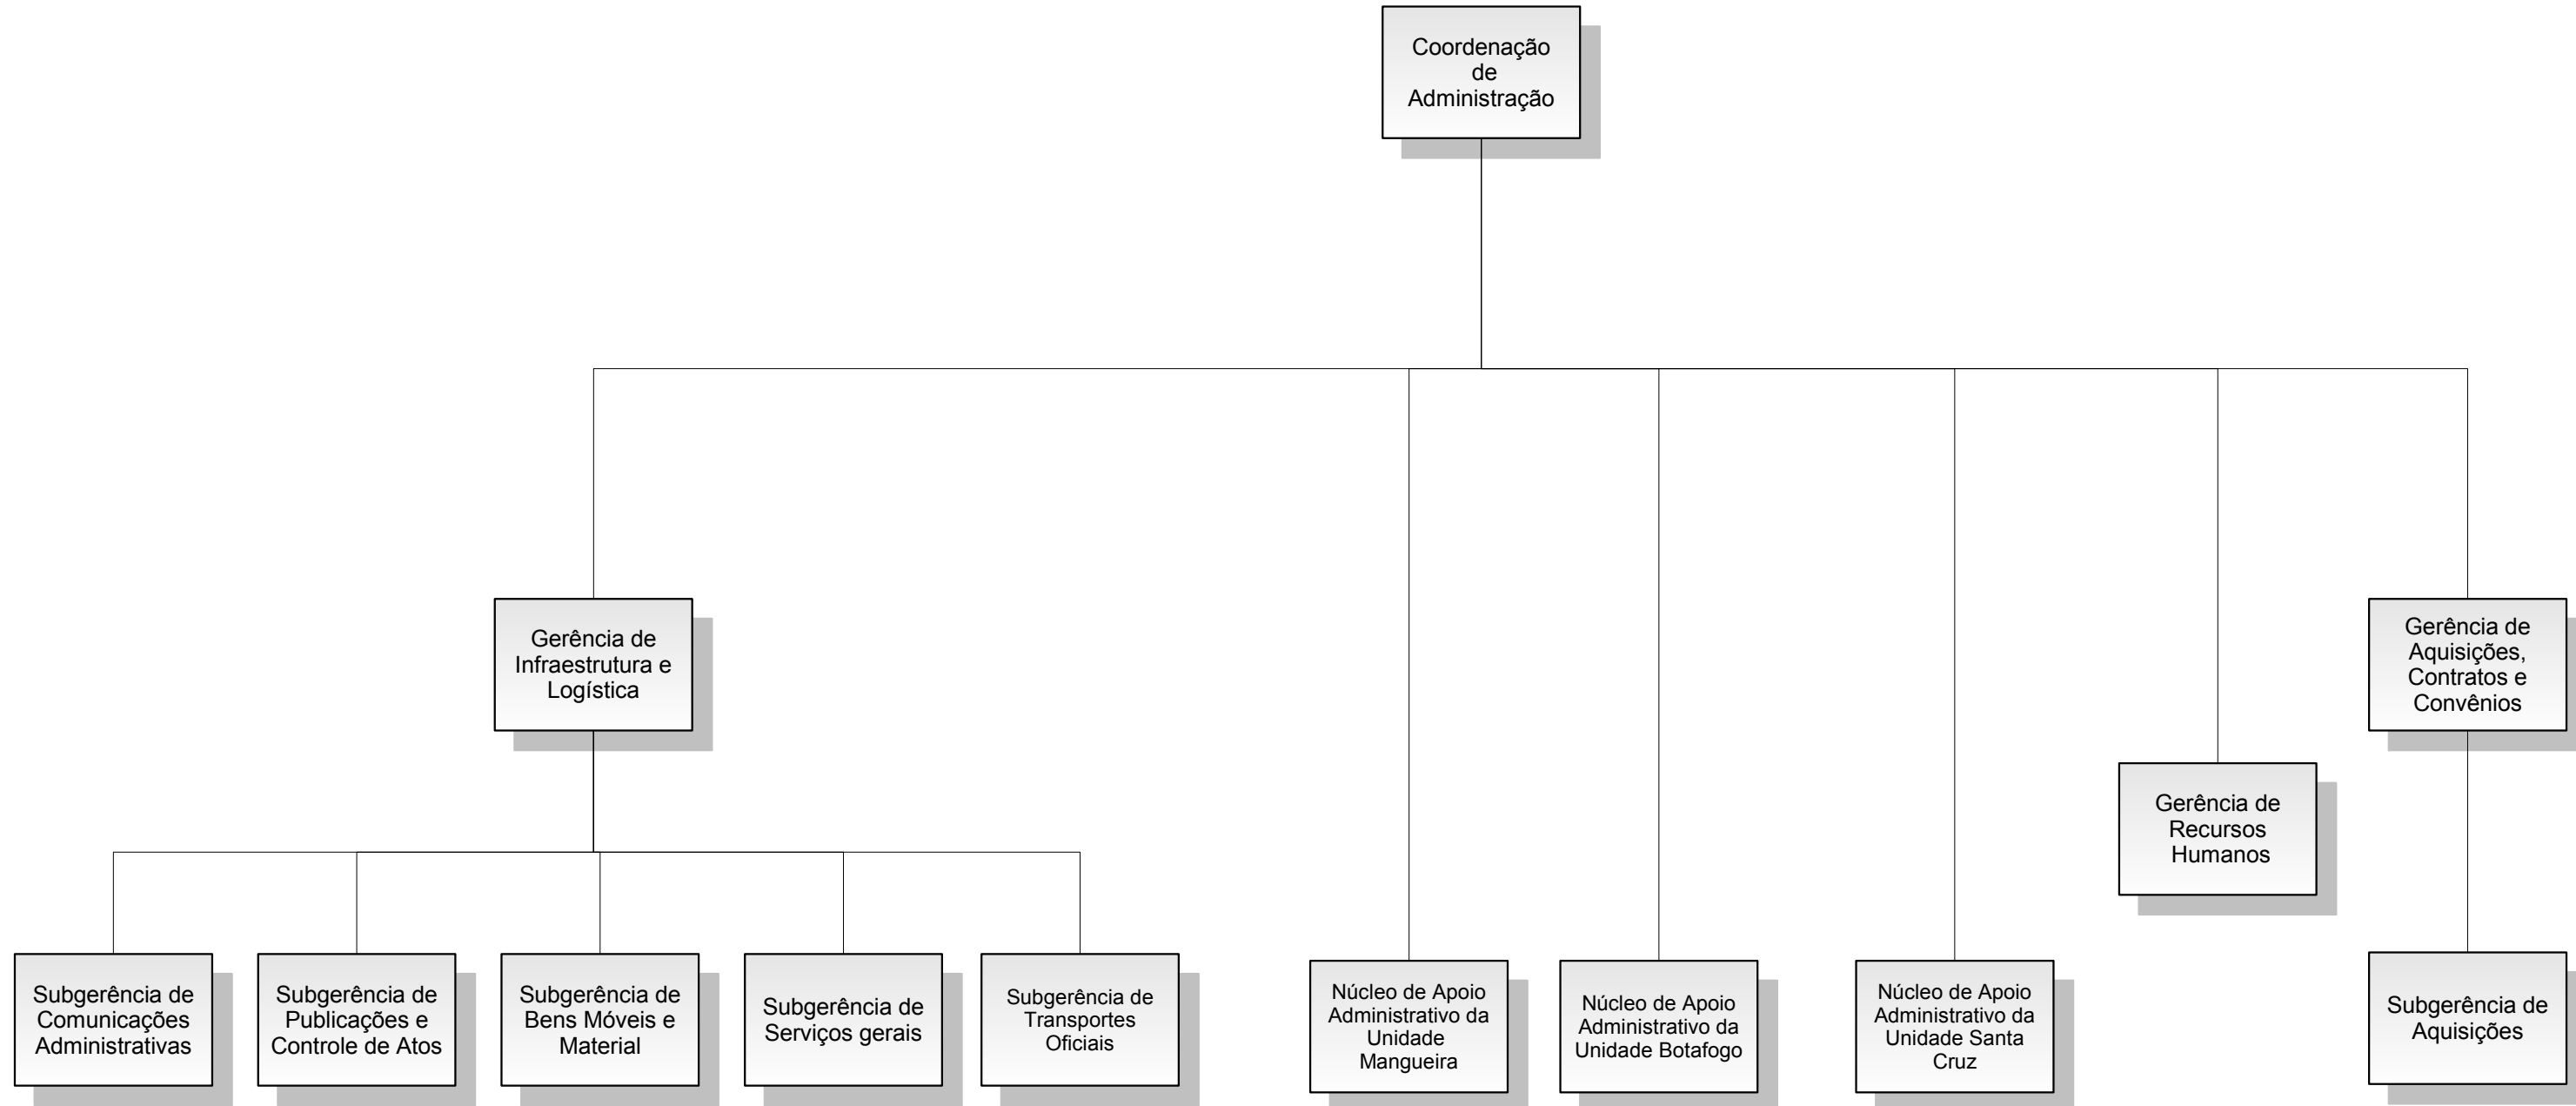 Coordenação
de
Administração
Gerência de
Infraestrutura e
Logística
Gerência de
Aquisições,
Contratos e
Convênios
Gerência de
Recursos
Humanos
Subgerência de
Comunicações
Administrativas
Subgerência de
Publicações e
Controle de Atos
Subgerência de
Bens Móveis e
Material
Subgerência de
Serviços gerais
Subgerência de
Transportes
Oficiais
Núcleo de Apoio
Administrativo da
Unidade
Mangueira
Núcleo de Apoio
Administrativo da
Unidade Botafogo
Núcleo de Apoio
Administrativo da
Unidade Santa
Cruz
Subgerência de
Aquisições